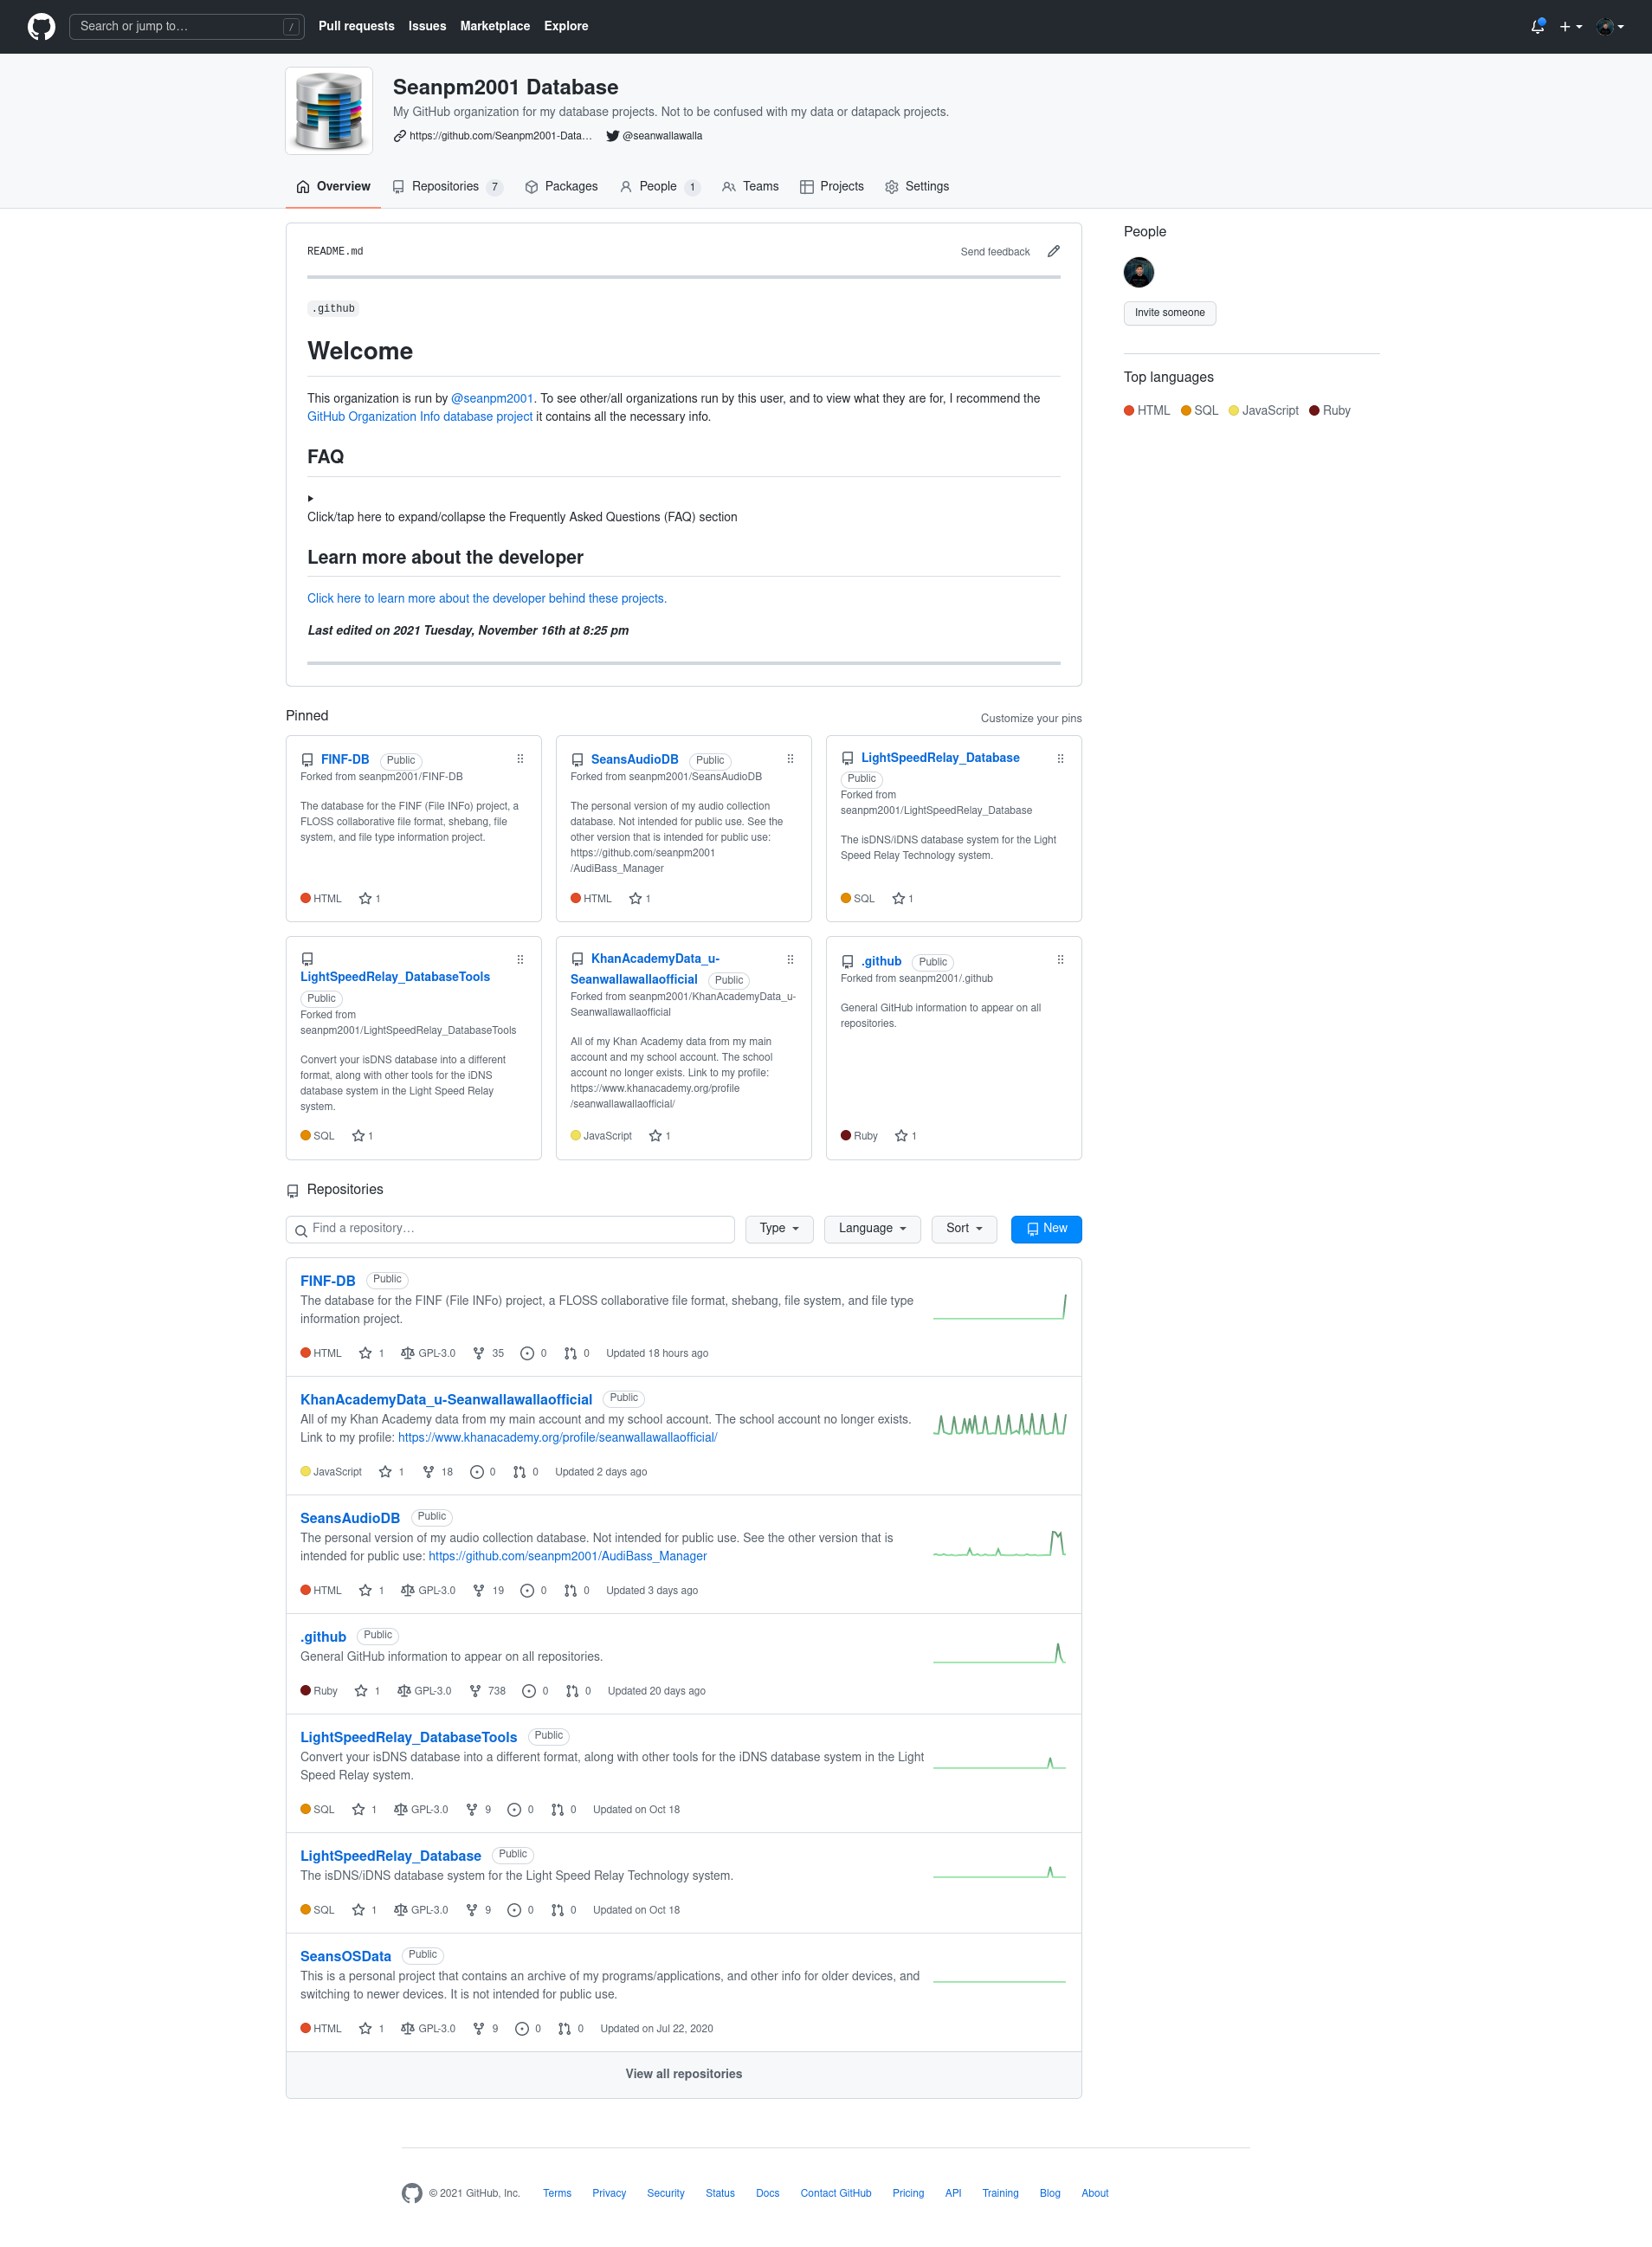 Search or jump to… /
Pull requests Issues Marketplace Explore
Seanpm2001 Database
My GitHub organization for my database projects. Not to be confused with my data or datapack projects.
https://github.com/Seanpm2001-Data… @seanwallawalla
Overview Repositories 7 Packages People 1 Teams Projects Settings
README.md Send feedback
.github
Welcome
This organization is run by @seanpm2001. To see other/all organizations run by this user, and to view what they are for, I recommend the
GitHub Organization Info database project it contains all the necessary info.
FAQ
Click/tap here to expand/collapse the Frequently Asked Questions (FAQ) section
Learn more about the developer
Click here to learn more about the developer behind these projects.
Last edited on 2021 Tuesday, November 16th at 8:25 pm
People
Invite someone
Top languages
HTML SQL JavaScript Ruby
Pinned Customize your pins
FINF-DB Public
Forked from seanpm2001/FINF-DB
The database for the FINF (File INFo) project, a
FLOSS collaborative file format, shebang, file
system, and file type information project.
HTML 1
SeansAudioDB Public
Forked from seanpm2001/SeansAudioDB
The personal version of my audio collection
database. Not intended for public use. See the
other version that is intended for public use:
https://github.com/seanpm2001
/AudiBass_Manager
HTML 1
LightSpeedRelay_Database
Public
Forked from
seanpm2001/LightSpeedRelay_Database
The isDNS/iDNS database system for the Light
Speed Relay Technology system.
SQL 1
LightSpeedRelay_DatabaseTools
Public
Forked from
seanpm2001/LightSpeedRelay_DatabaseTools
Convert your isDNS database into a different
format, along with other tools for the iDNS
database system in the Light Speed Relay
system.
SQL 1
KhanAcademyData_u-
Seanwallawallaofficial Public
Forked from seanpm2001/KhanAcademyData_u-
Seanwallawallaofficial
All of my Khan Academy data from my main
account and my school account. The school
account no longer exists. Link to my profile:
https://www.khanacademy.org/profile
/seanwallawallaofficial/
JavaScript 1
.github Public
Forked from seanpm2001/.github
General GitHub information to appear on all
repositories.
Ruby 1
Repositories
Find a repository… Type Language Sort New
FINF-DB Public
The database for the FINF (File INFo) project, a FLOSS collaborative file format, shebang, file system, and file type
information project.
HTML 1 GPL-3.0 35 0 0 Updated 18 hours ago
KhanAcademyData_u-Seanwallawallaofficial Public
All of my Khan Academy data from my main account and my school account. The school account no longer exists.
Link to my profile: https://www.khanacademy.org/profile/seanwallawallaofficial/
JavaScript 1 18 0 0 Updated 2 days ago
SeansAudioDB Public
The personal version of my audio collection database. Not intended for public use. See the other version that is
intended for public use: https://github.com/seanpm2001/AudiBass_Manager
HTML 1 GPL-3.0 19 0 0 Updated 3 days ago
.github Public
General GitHub information to appear on all repositories.
Ruby 1 GPL-3.0 738 0 0 Updated 20 days ago
LightSpeedRelay_DatabaseTools Public
Convert your isDNS database into a different format, along with other tools for the iDNS database system in the Light
Speed Relay system.
SQL 1 GPL-3.0 9 0 0 Updated on Oct 18
LightSpeedRelay_Database Public
The isDNS/iDNS database system for the Light Speed Relay Technology system.
SQL 1 GPL-3.0 9 0 0 Updated on Oct 18
SeansOSData Public
This is a personal project that contains an archive of my programs/applications, and other info for older devices, and
switching to newer devices. It is not intended for public use.
HTML 1 GPL-3.0 9 0 0 Updated on Jul 22, 2020
View all repositories
© 2021 GitHub, Inc. Terms Privacy Security Status Docs Contact GitHub Pricing API Training Blog About